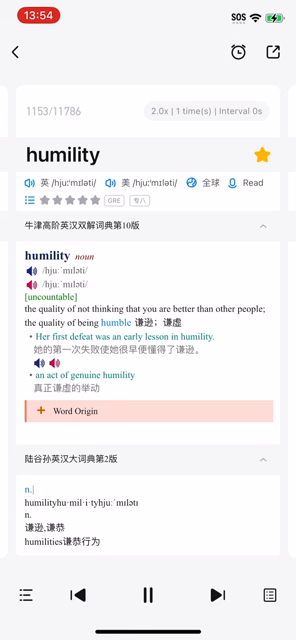 13:54
SOS
1153/11786
2.0x | 1 time(s) | Interval 0s
humility
英 /hjuːˈmɪləti/ 美 /hjuːˈmɪləti/ 全球 Read
GRE 专八
牛津高阶英汉双解词典第10版
humility noun
/hjuːˈmɪləti/
/hjuːˈmɪləti/
[uncountable]
the quality of not thinking that you are better than other people;
the quality of being humble 谦逊；谦虚
• Her first defeat was an early lesson in humility.
她的第一次失败使她很早便懂得了谦逊。
• an act of genuine humility
真正谦虚的举动
+ Word Origin
陆谷孙英汉大词典第2版
n.|
humilityhu·mil·i·tyhjuːˈmɪlətɪ
n.
谦逊,谦恭
humilities谦恭行为